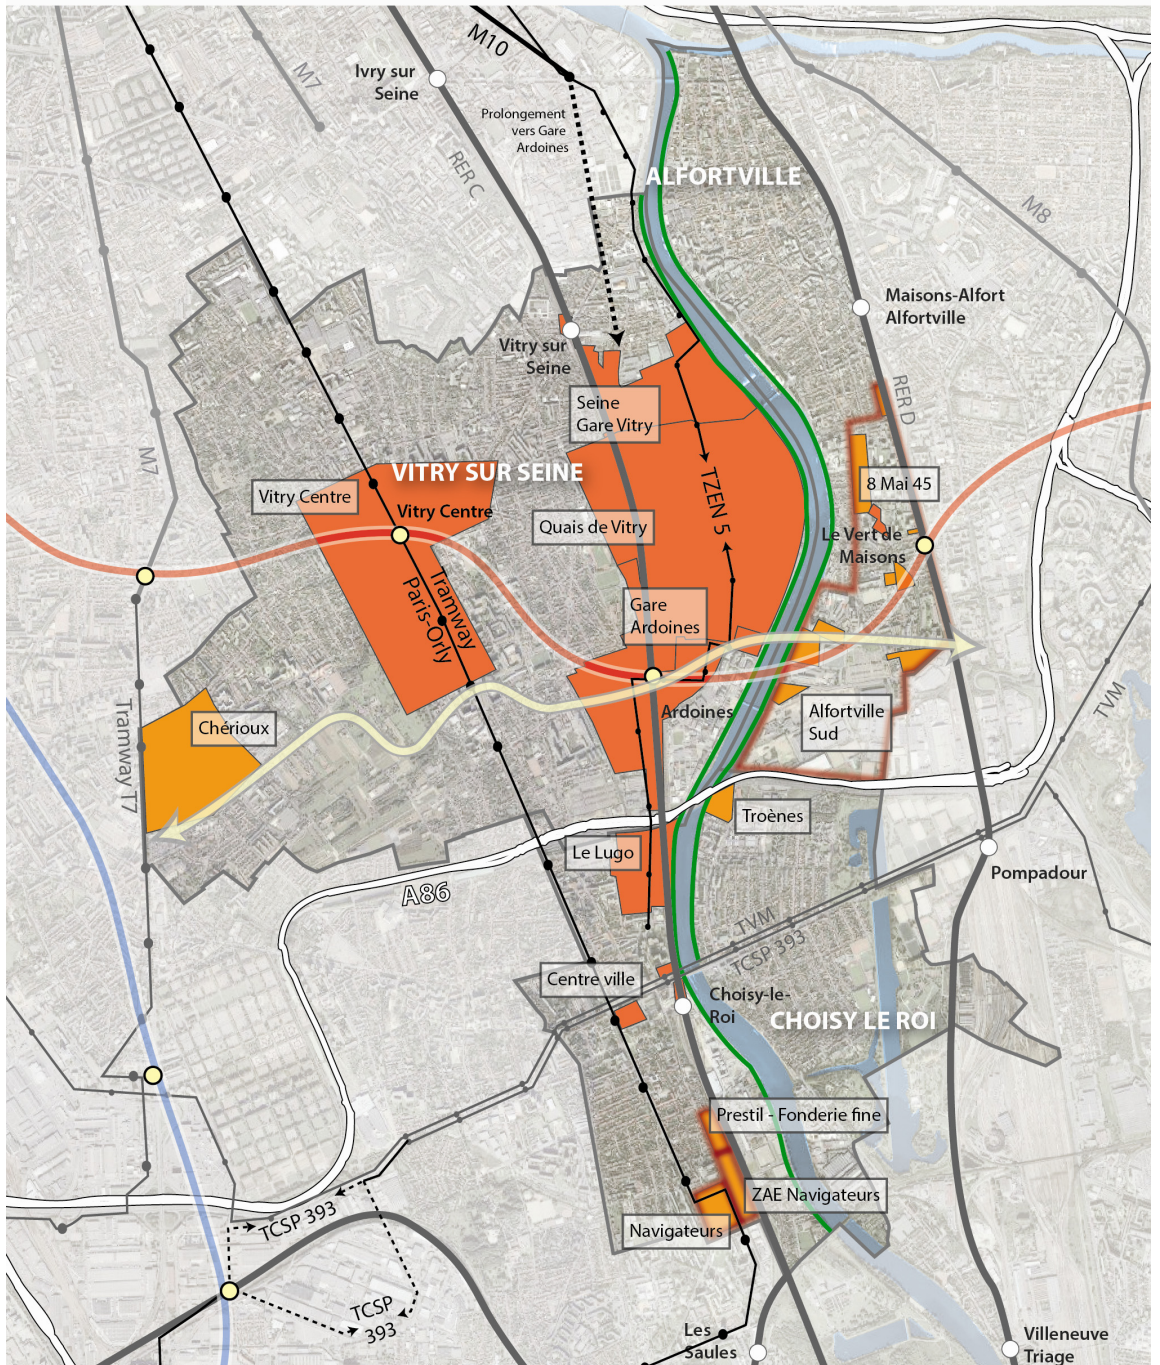 M10
M7
Ivry sur
Seine
Prolongement
vers Gare
Ardoines
RER C
ALFORTVILLE
M8
Maisons-Alfort
Alfortville
Vitry sur
Seine
RER D
Seine
Gare Vitry
M7
VITRY SUR SEINE
Vitry Centre
Vitry Centre
TZEN 5
8 Mai 45
Quais de Vitry
Le Vert de
Maisons
Tramway
Paris-Orly
Gare
Ardoines
Chérioux
Ardoines
Alfortville
Sud
TVM
Tramway T7
Troènes
Le Lugo
Pompadour
A86
TVM
TCSP 393
Centre ville
Choisy-le-
Roi
CHOISY LE ROI
Prestil - Fonderie fine
ZAE Navigateurs
Navigateurs
TCSP 393
TCSP
393
Les
Saules
Villeneuve
Triage